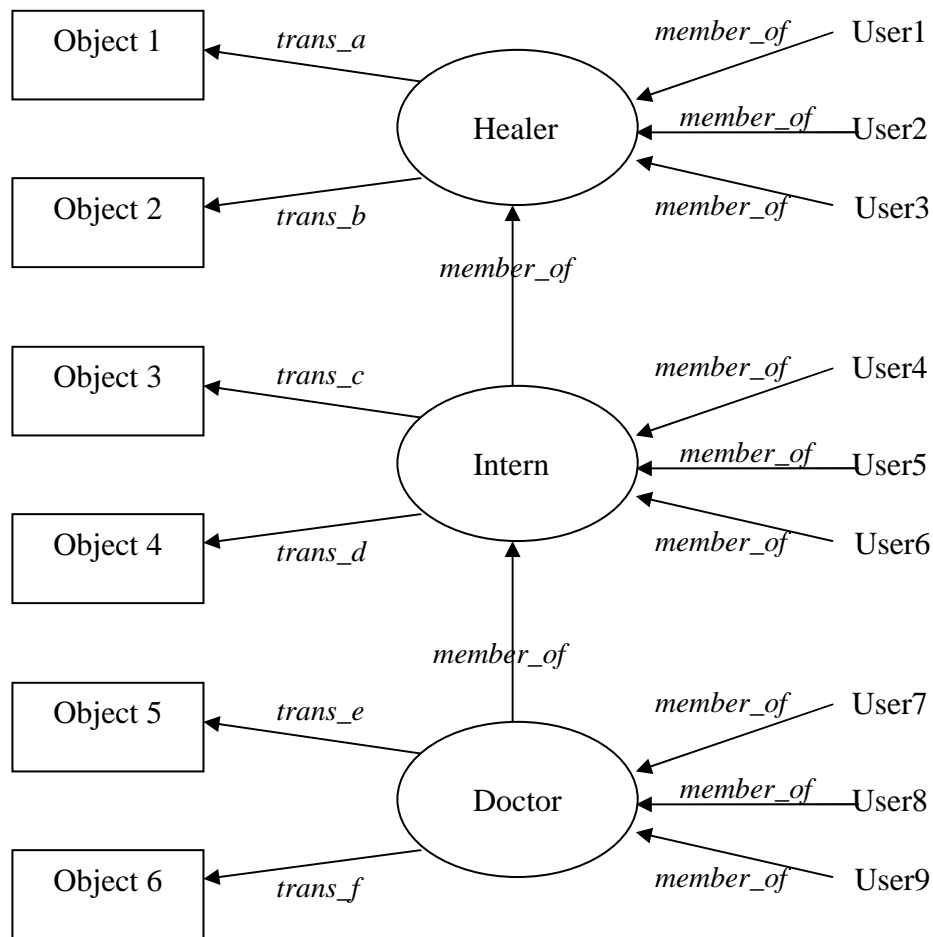 Object 1
trans_a
member_of
User1
Healer
member_of
User2
Object 2
trans_b
member_of
User3
member_of
Object 3
trans_c
member_of
User4
Intern
member_of
User5
Object 4
trans_d
member_of
User6
member_of
Object 5
trans_e
member_of
User7
Doctor
member_of
User8
Object 6
trans_f
member_of
User9